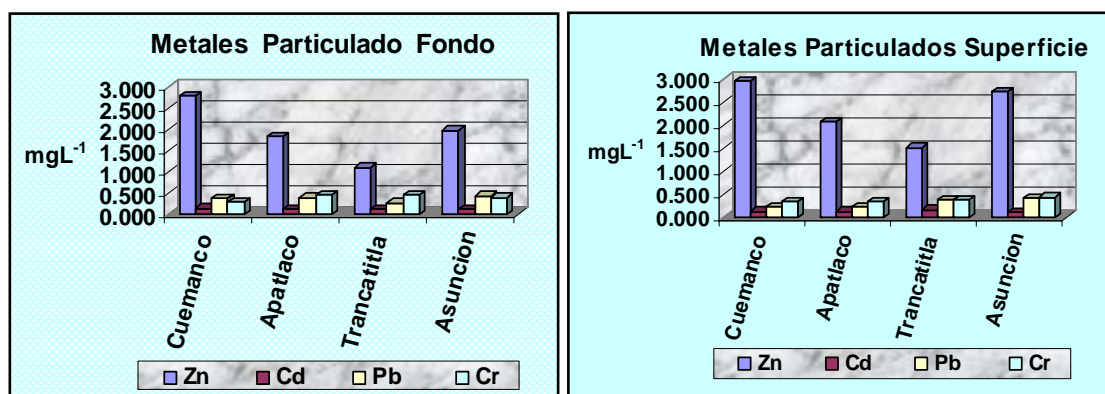 Metales Particulado Fondo
3.000
2.500
2.000
1.500
1.000
0.500
0.000
mgL-1
Cuemanco
Apatlaco
Trancatitla
Asuncion
Zn Cd Pb Cr
Metales Particulados Superficie
3.000
2.500
2.000
1.500
1.000
0.500
0.000
mgL-1
Cuemanco
Apatlaco
Trancatitla
Asuncion
Zn Cd Pb Cr